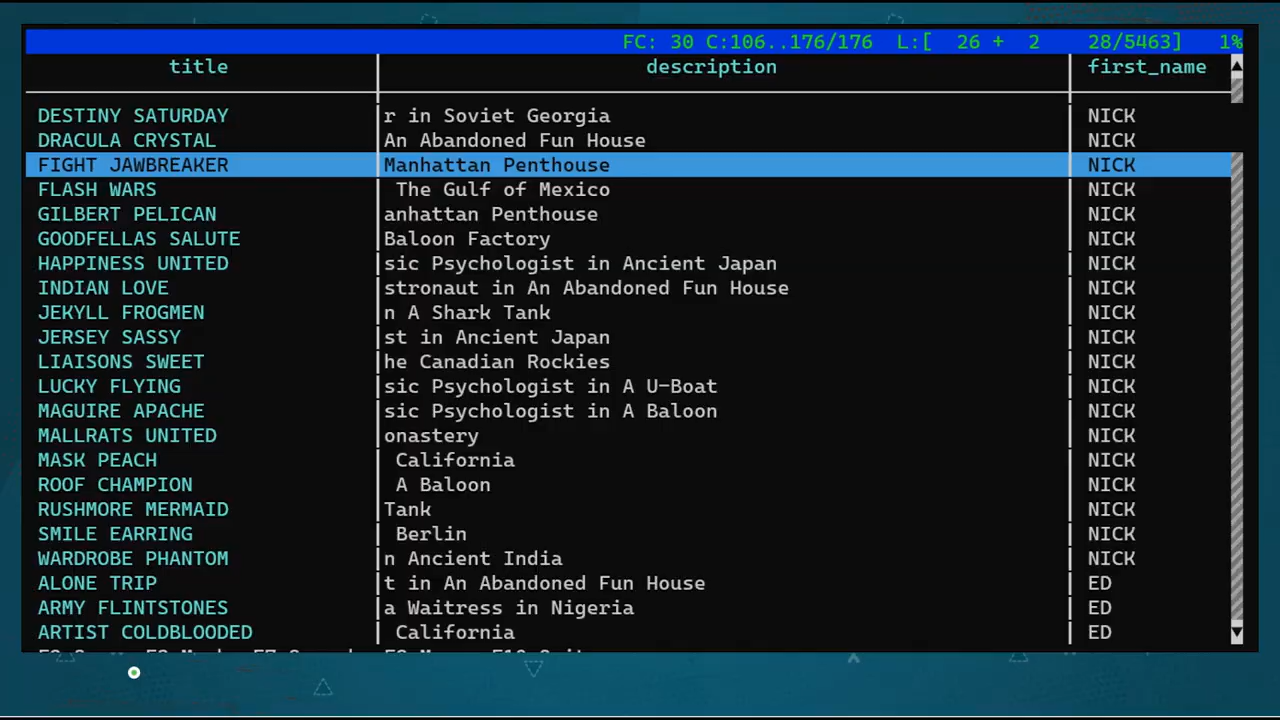 FC: 30 C:106..176/176 L:[ 26 + 2 28/5463] 1%
title description first_name
DESTINY SATURDAY r in Soviet Georgia NICK
DRACULA CRYSTAL An Abandoned Fun House NICK
FIGHT JAWBREAKER Manhattan Penthouse NICK
FLASH WARS The Gulf of Mexico NICK
GILBERT PELICAN anhattan Penthouse NICK
GOODFELLAS SALUTE Baloon Factory NICK
HAPPINESS UNITED sic Psychologist in Ancient Japan NICK
INDIAN LOVE stronaut in An Abandoned Fun House NICK
JEKYLL FROGMEN n A Shark Tank NICK
JERSEY SASSY st in Ancient Japan NICK
LIAISONS SWEET he Canadian Rockies NICK
LUCKY FLYING sic Psychologist in A U-Boat NICK
MAGUIRE APACHE sic Psychologist in A Baloon NICK
MALLRATS UNITED onastery NICK
MASK PEACH California NICK
ROOF CHAMPION A Baloon NICK
RUSHMORE MERMAID Tank NICK
SMILE EARRING Berlin NICK
WARDROBE PHANTOM n Ancient India NICK
ALONE TRIP t in An Abandoned Fun House ED
ARMY FLINTSTONES a Waitress in Nigeria ED
ARTIST COLDBLOODED California ED